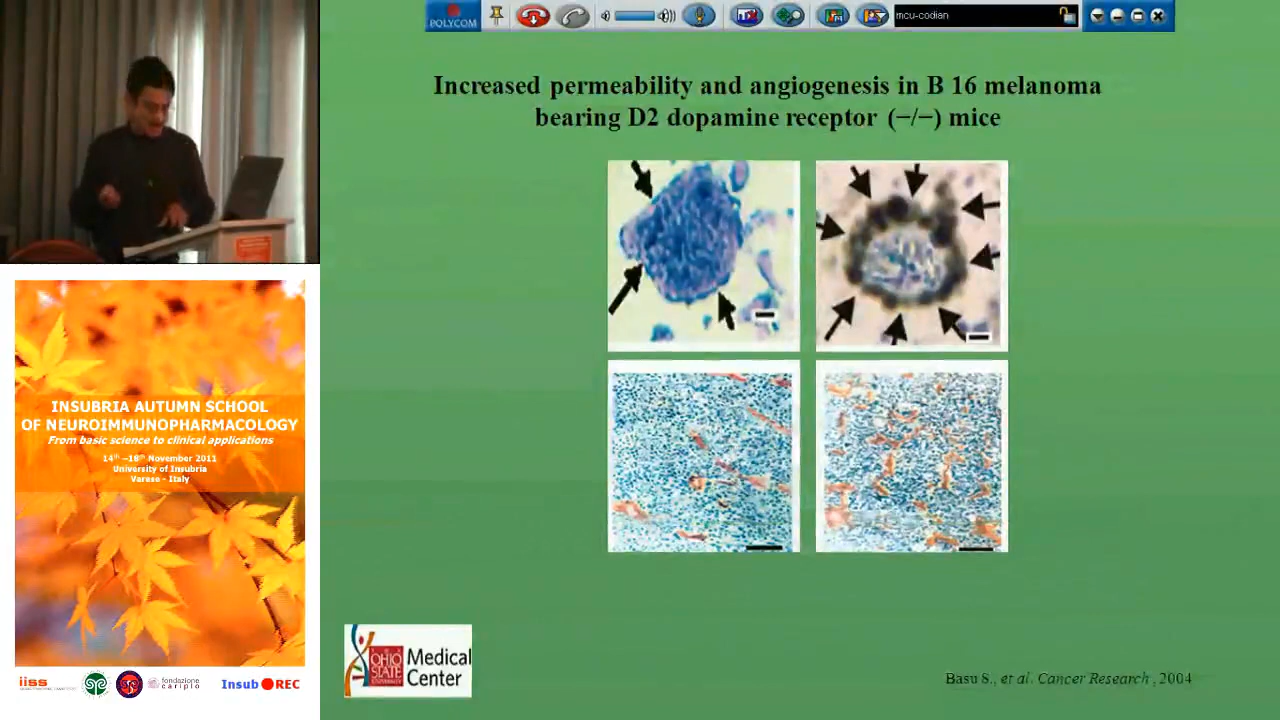 POLYCOM
mcu-codian
Increased permeability and angiogenesis in B 16 melanoma
bearing D2 dopamine receptor (−/−) mice
INSUBRIA AUTUMN SCHOOL
OF NEUROIMMUNOPHARMACOLOGY
From basic science to clinical applications
14th –18th November 2011
University of Insubria
Varese - Italy
iiss
fondazione
cariplo
Insub REC
OHIO
STATE
UNIVERSITY
Medical
Center
Basu S., et al. Cancer Research, 2004